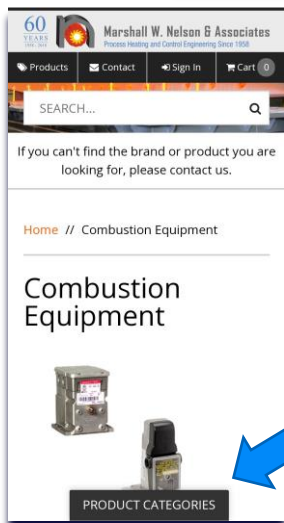 60
YEARS
Marshall W. Nelson & Associates
Process Heating and Control Engineering Since 1958
Products Contact Sign In Cart 0
SEARCH...
If you can't find the brand or product you are
looking for, please contact us.
Home // Combustion Equipment
Combustion
Equipment
PRODUCT CATEGORIES